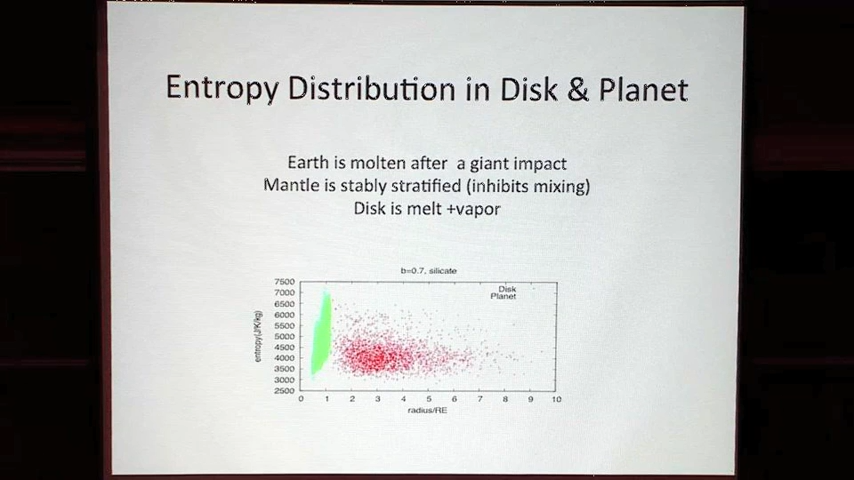 Entropy Distribution in Disk & Planet
Earth is molten after a giant impact
Mantle is stably stratified (inhibits mixing)
Disk is melt +vapor
b=0.7, silicate
Disk
Planet
7500
7000
6500
6000
5500
5000
4500
4000
3500
3000
2500
entropy(J/K/kg)
0 1 2 3 4 5 6 7 8 9 10
radius/RE